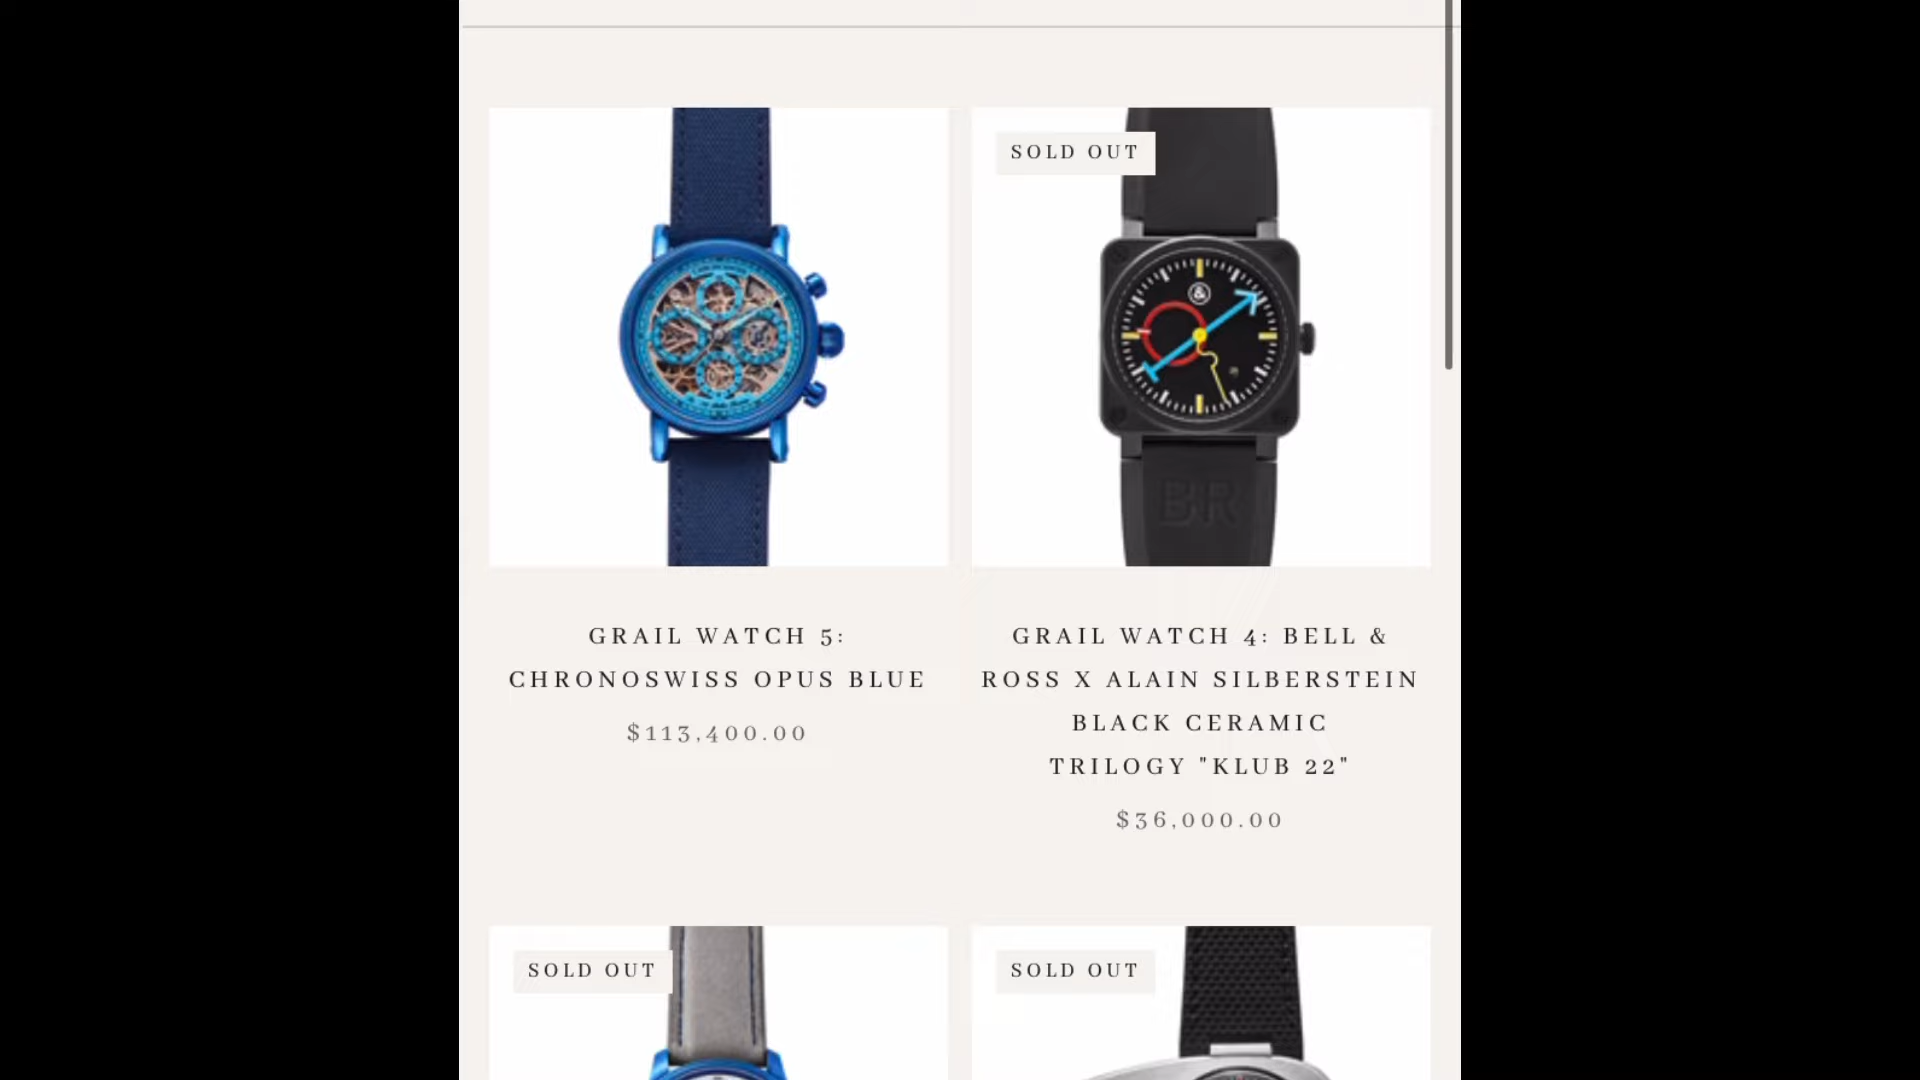 SOLD OUT
&
BR
GRAIL WATCH 5:
CHRONOSWISS OPUS BLUE
$113,400.00
GRAIL WATCH 4: BELL &
ROSS X ALAIN SILBERSTEIN
BLACK CERAMIC
TRILOGY "KLUB 22"
$36,000.00
SOLD OUT
SOLD OUT